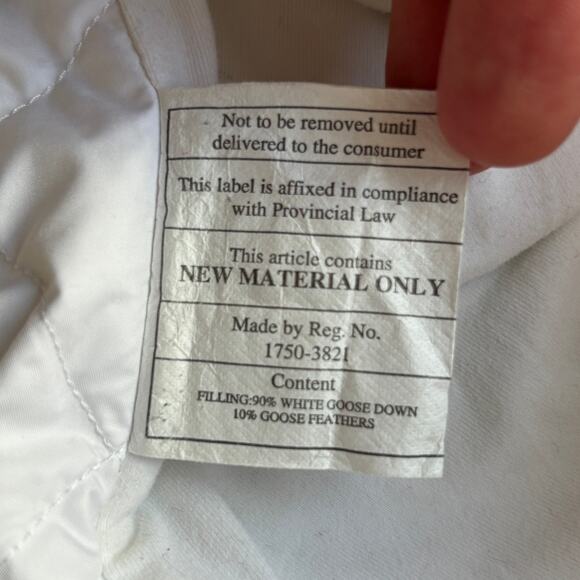 Not to be removed until
delivered to the consumer
This label is affixed in compliance
with Provincial Law
This article contains
NEW MATERIAL ONLY
Made by Reg. No.
1750-3821
Content
FILLING:90% WHITE GOOSE DOWN
10% GOOSE FEATHERS